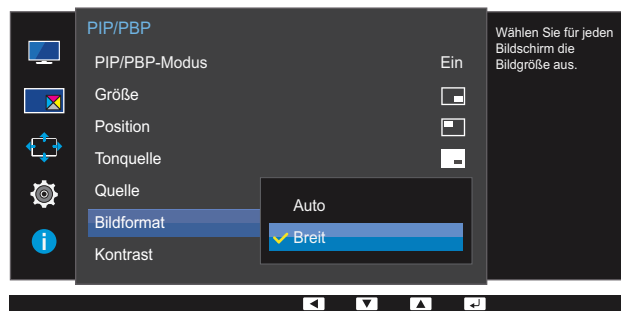 PIP/PBP
PIP/PBP-Modus Ein
Größe
Position
Tonquelle
Quelle
Bildformat
Kontrast
Auto
Breit
Wählen Sie für jeden
Bildschirm die
Bildgröße aus.